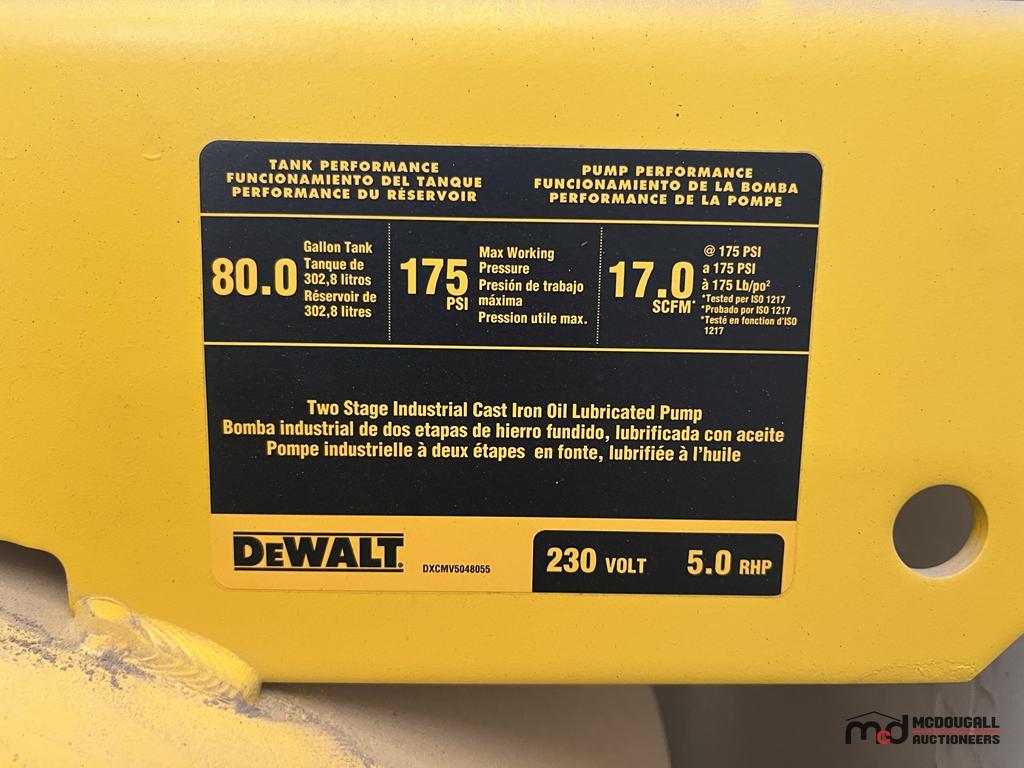 TANK PERFORMANCE
FUNCIONAMIENTO DEL TANQUE
PERFORMANCE DU RÉSERVOIR
PUMP PERFORMANCE
FUNCIONAMIENTO DE LA BOMBA
PERFORMANCE DE LA POMPE
80.0
Gallon Tank
Tanque de
302,8 litros
Réservoir de
302,8 litres
175
PSI
Max Working
Pressure
Presión de trabajo
máxima
Pression utile max.
17.0
SCFM*
@ 175 PSI
a 175 PSI
à 175 Lb/po²
*Tested per ISO 1217
*Probado por ISO 1217
*Testé en fonction d'ISO
1217
Two Stage Industrial Cast Iron Oil Lubricated Pump
Bomba industrial de dos etapas de hierro fundido, lubrificada con aceite
Pompe industrielle à deux étapes en fonte, lubrifiée à l'huile
DEWALT
DXCMV5048055
230 VOLT 5.0 RHP
mcd
MCDOUGALL
AUCTIONEERS